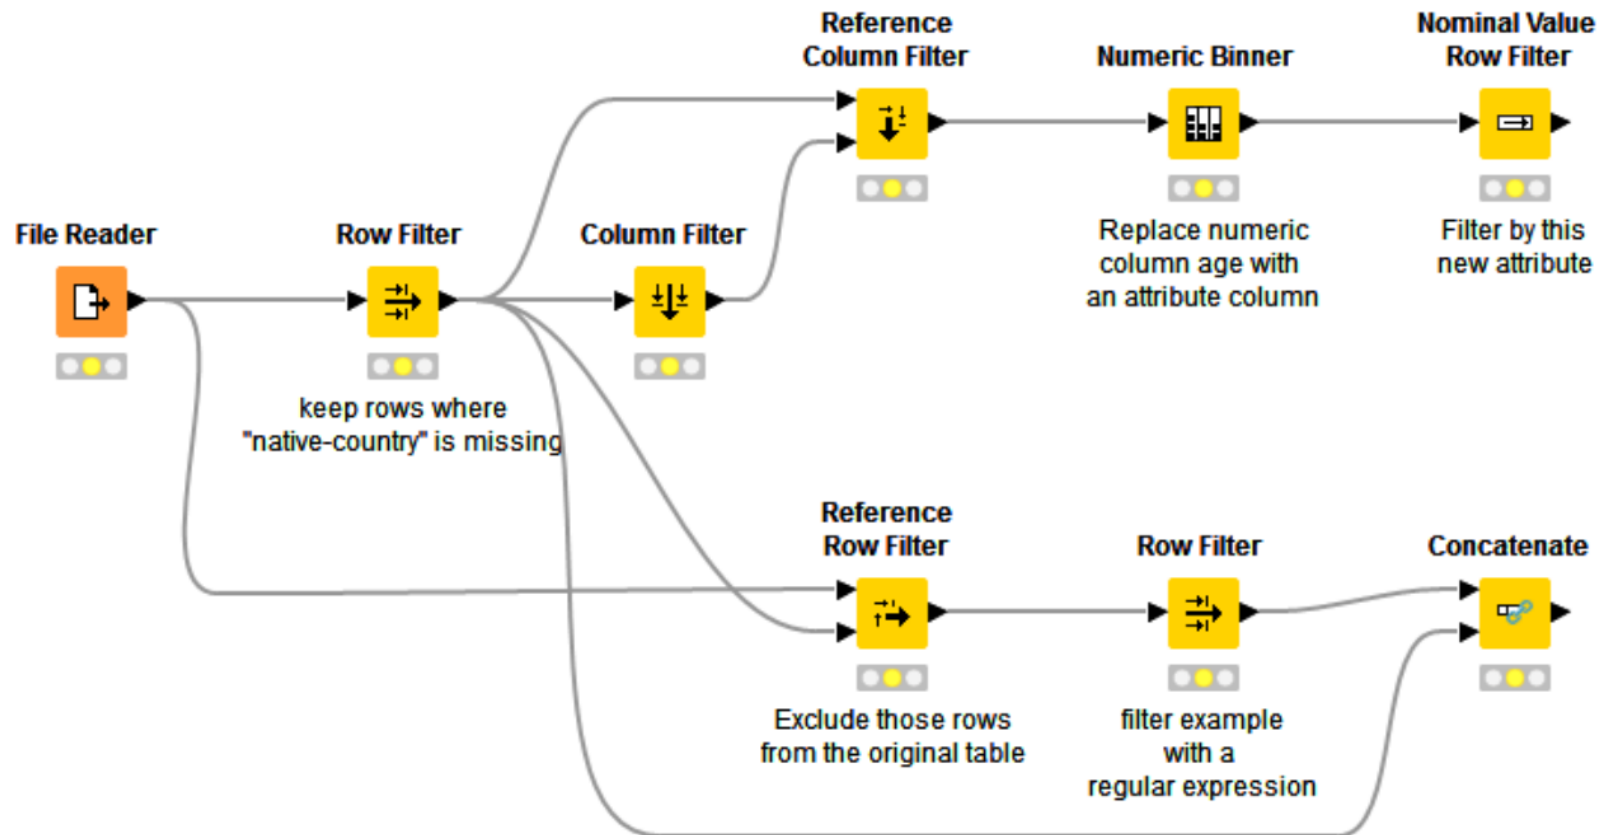 Reference
Column Filter
Numeric Binner
Nominal Value
Row Filter
Replace numeric
column age with
an attribute column
Filter by this
new attribute
File Reader
Row Filter
Column Filter
keep rows where
"native-country" is missing
Reference
Row Filter
Row Filter
Concatenate
Exclude those rows
from the original table
filter example
with a
regular expression